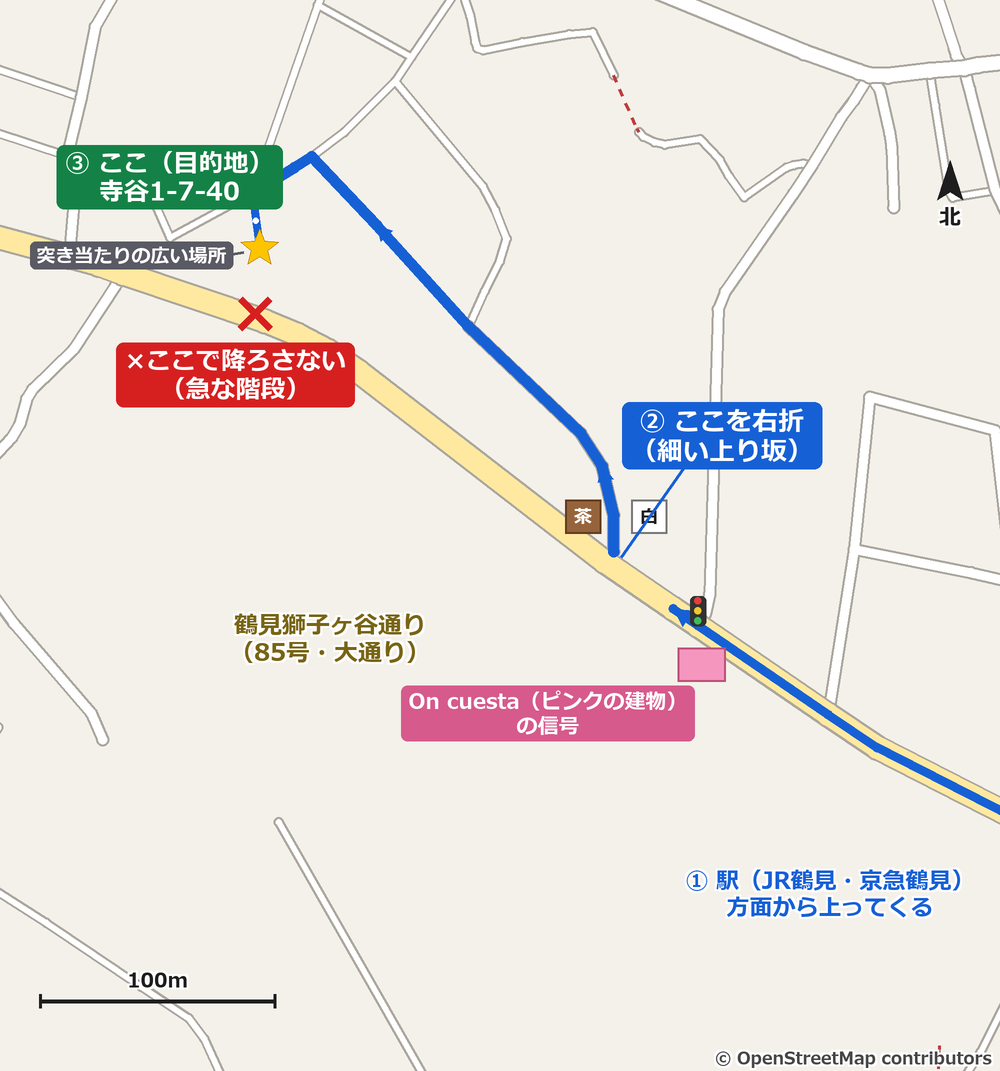 ③ ここ（目的地）
寺谷1-7-40
北
突き当たりの広い場所
×ここで降ろさない
（急な階段）
② ここを右折
（細い上り坂）
茶
白
鶴見獅子ヶ谷通り
（85号・大通り）
On cuesta（ピンクの建物）
の信号
① 駅（JR鶴見・京急鶴見）
方面から上ってくる
100m
© OpenStreetMap contributors